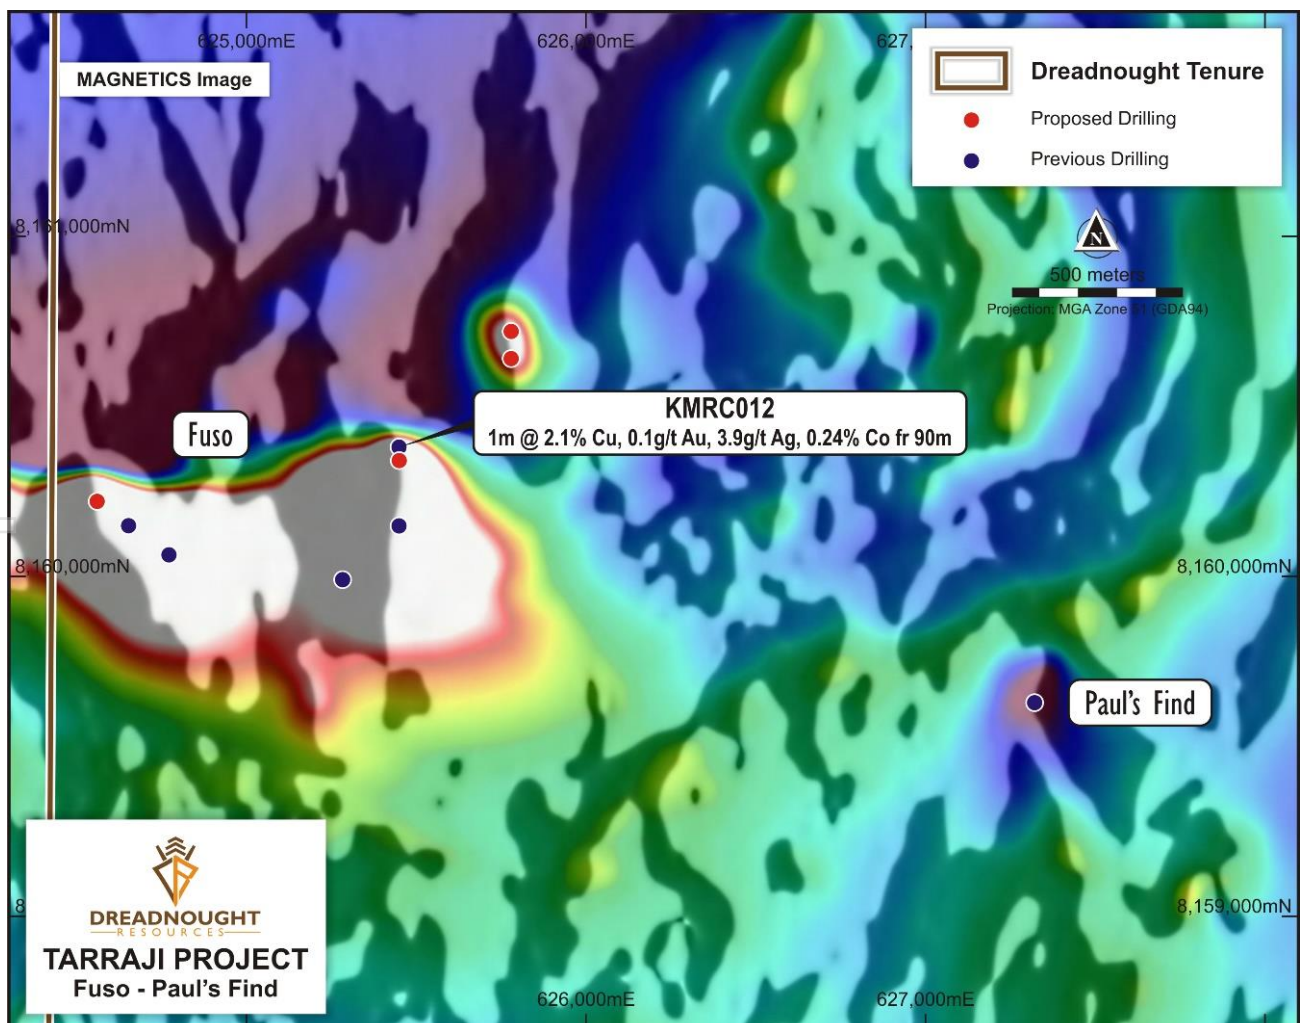 625,000mE
626,000mE
627,
MAGNETICS Image
Dreadnought Tenure
Proposed Drilling
Previous Drilling
8,161,000mN
N
500 meters
Projection: MGA Zone 51 (GDA94)
KMRC012
1m @ 2.1% Cu, 0.1g/t Au, 3.9g/t Ag, 0.24% Co fr 90m
Fuso
8,160,000mN
8,160,000mN
Paul's Find
8
8,159,000mN
DREADNOUGHT
RESOURCES
TARRAJI PROJECT
Fuso - Paul's Find
626,000mE
627,000mE